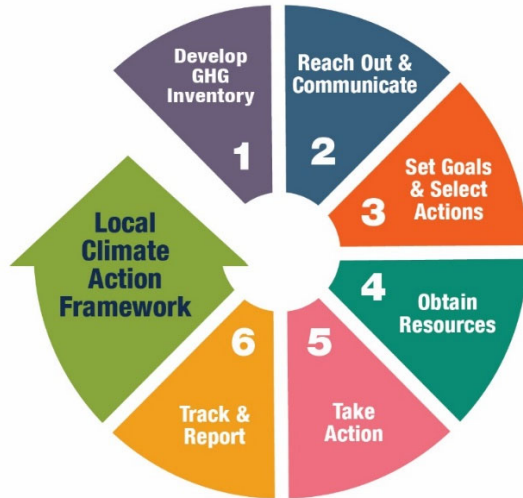 Develop
GHG
Inventory
1
Reach Out &
Communicate
2
Set Goals
& Select
Actions
3
4
Obtain
Resources
5
Take
Action
6
Track &
Report
Local
Climate
Action
Framework